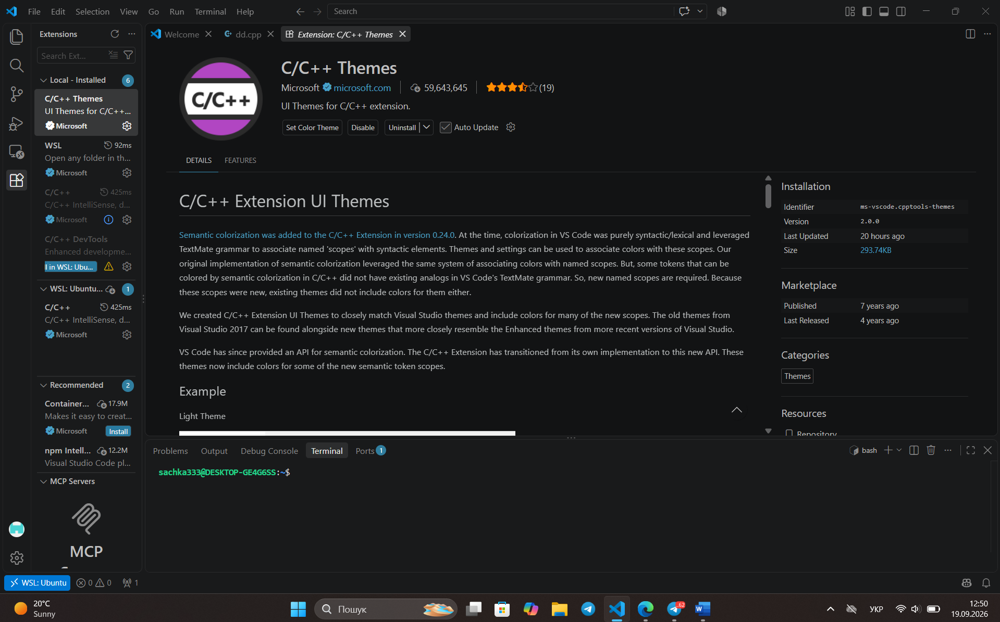 File Edit Selection View Go Run Terminal Help
Search
Extensions
Welcome
dd.cpp
Extension: C/C++ Themes
Search Ext...
Local - Installed 6
C/C++ Themes
UI Themes for C/C++...
Microsoft
WSL 92ms
Open any folder in th...
Microsoft
C/C++ 425ms
C/C++ IntelliSense, d...
Microsoft
C/C++ DevTools
Enhanced developme...
ll in WSL: Ubu...
WSL: Ubuntu... 1
C/C++ 425ms
C/C++ IntelliSense, d...
Microsoft
Recommended 2
Container... 17.9M
Makes it easy to creat...
Microsoft Install
npm Intell... 12.2M
Visual Studio Code pl...
MCP Servers
MCP
C/C++
C/C++ Themes
Microsoft microsoft.com 59,643,645 (19)
UI Themes for C/C++ extension.
Set Color Theme Disable Uninstall Auto Update
DETAILS FEATURES
C/C++ Extension UI Themes
Semantic colorization was added to the C/C++ Extension in version 0.24.0. At the time, colorization in VS Code was purely syntactic/lexical and leveraged
TextMate grammar to associate named 'scopes' with syntactic elements. Themes and settings can be used to associate colors with these scopes. Our
original implementation of semantic colorization leveraged the same system of associating colors with named scopes. But, some tokens that can be
colored by semantic colorization in C/C++ did not have existing analogs in VS Code's TextMate grammar. So, new named scopes are required. Because
these scopes were new, existing themes did not include colors for them either.
We created C/C++ Extension UI Themes to closely match Visual Studio themes and include colors for many of the new scopes. The old themes from
Visual Studio 2017 can be found alongside new themes that more closely resemble the Enhanced themes from more recent versions of Visual Studio.
VS Code has since provided an API for semantic colorization. The C/C++ Extension has transitioned from its own implementation to this new API. These
themes now include colors for some of the new semantic token scopes.
Example
Light Theme
Installation
Identifier ms-vscode.cpptools-themes
Version 2.0.0
Last Updated 20 hours ago
Size 293.74KB
Marketplace
Published 7 years ago
Last Released 4 years ago
Categories
Themes
Resources
Repository
Problems Output Debug Console Terminal Ports 1
bash
sachka333@DESKTOP-GE4G6SS:~$
WSL: Ubuntu 0 0 1
20°C
Sunny
Пошук
62
УКР
12:50
19.09.2026